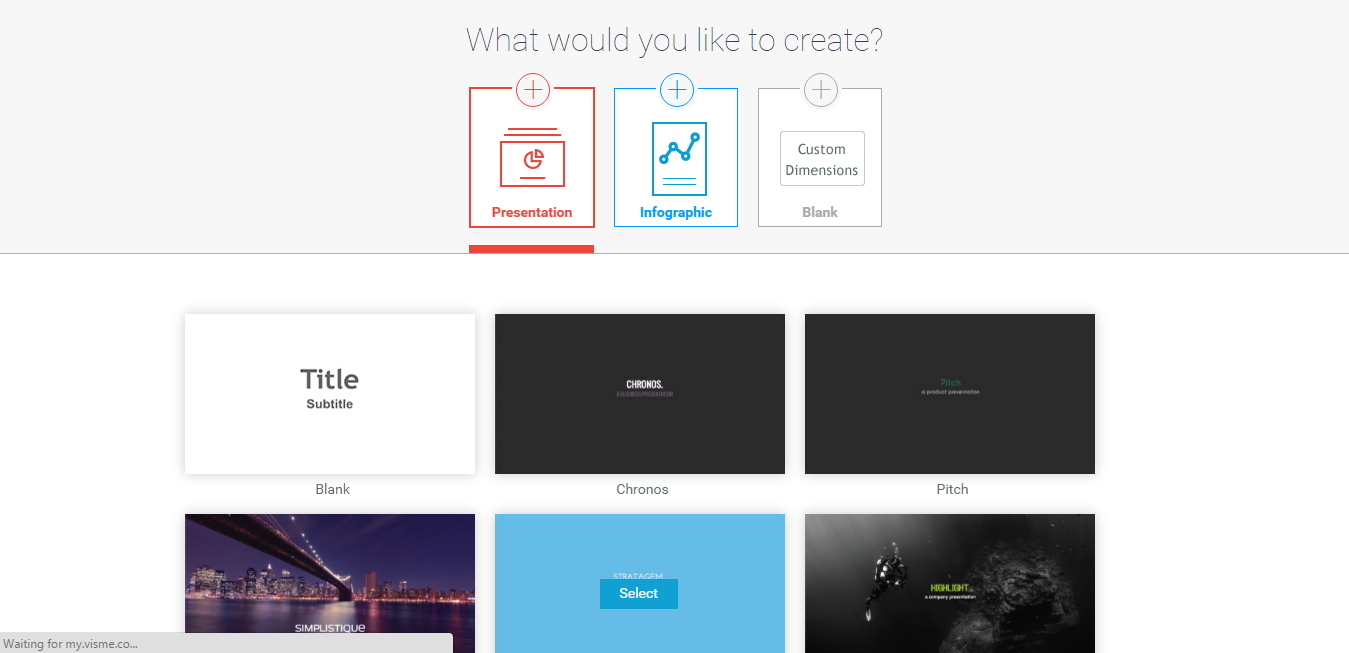 What would you like to create?
Custom
Dimensions
Presentation
Infographic
Blank
Title
Subtitle
CHRONOS.
A BUSINESS PRESENTATION
Pitch
a product presentation
Blank
Chronos
Pitch
STRATAGEM
Select
HIGHLIGHT
a company presentation
SIMPLISTIQUE
Waiting for my.visme.co...